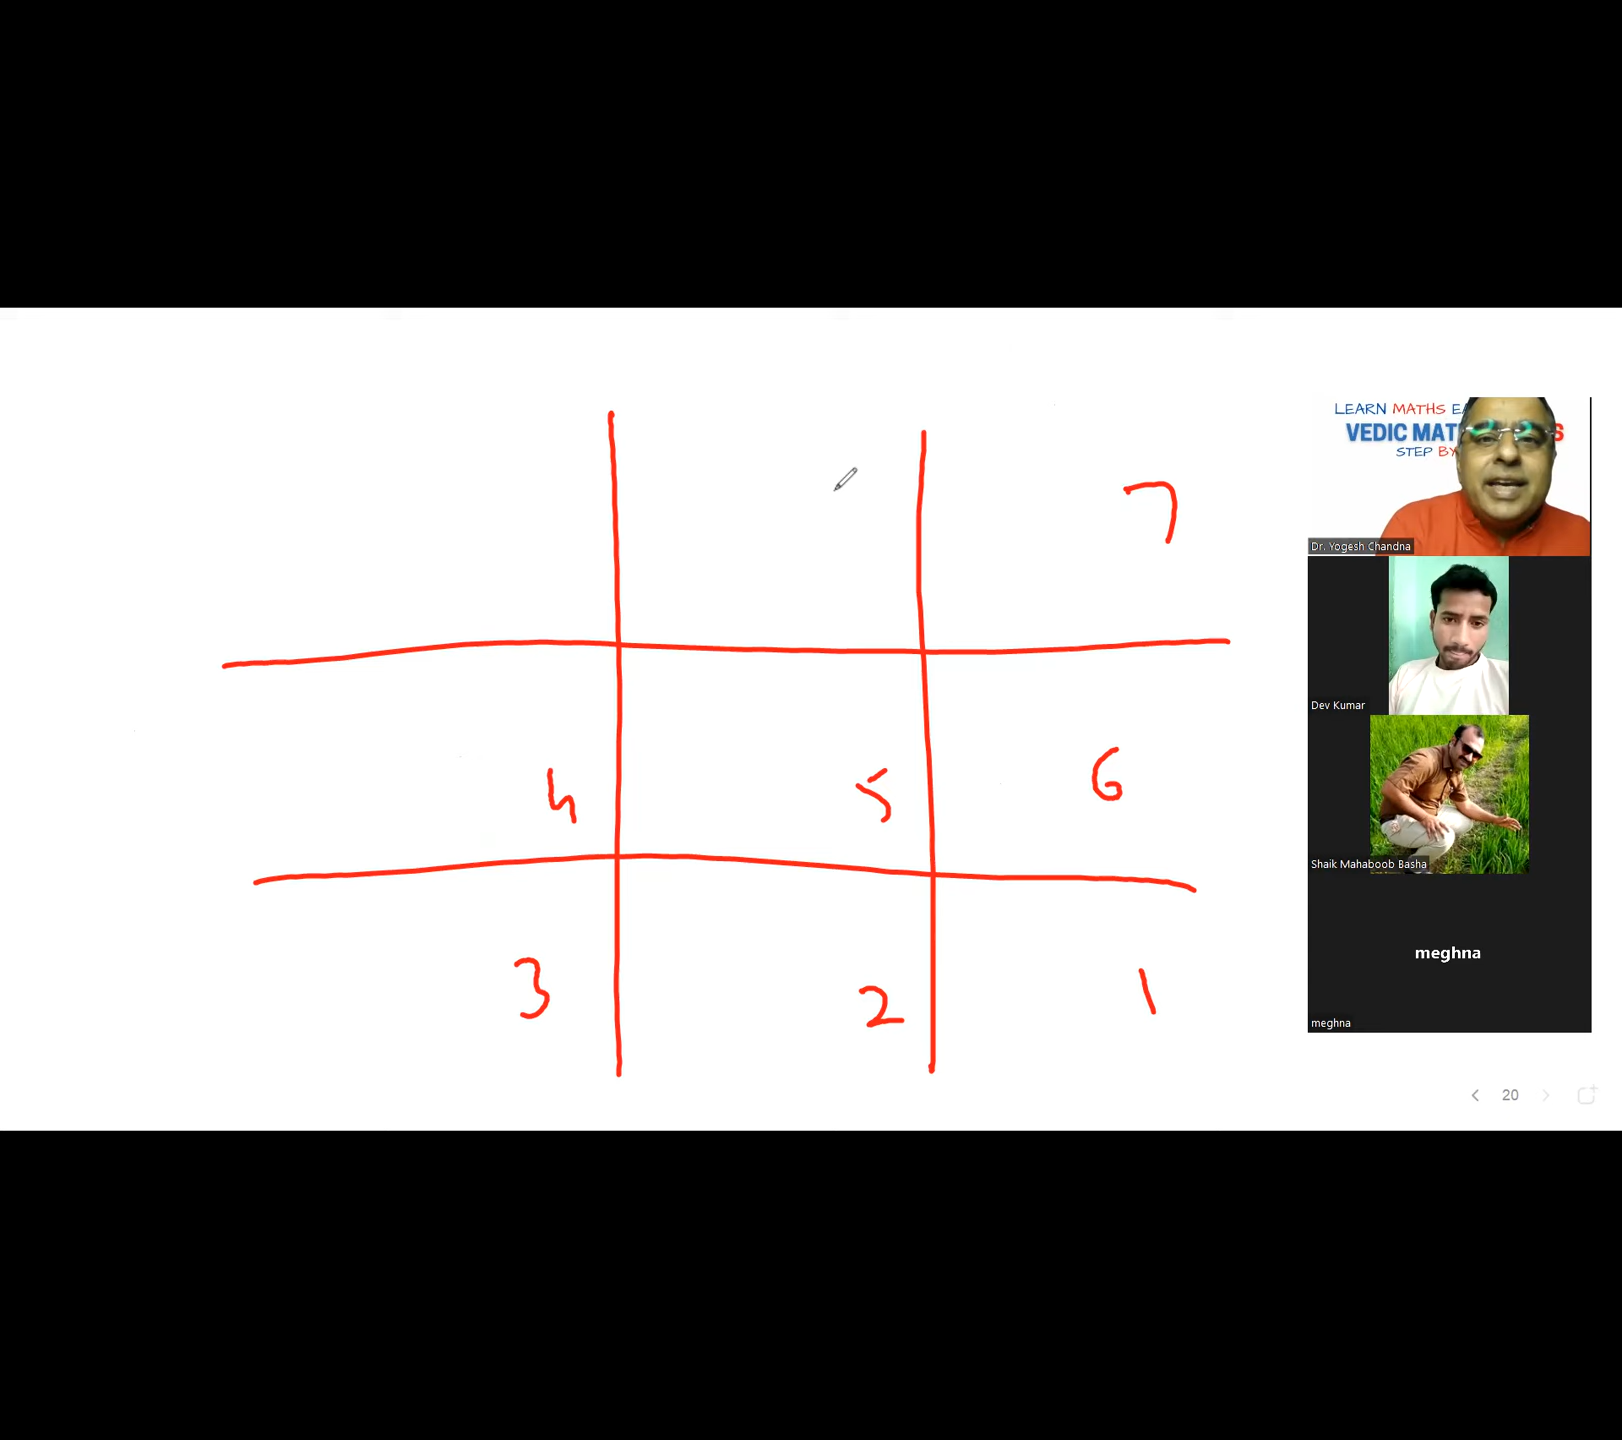 LEARN MATHS
VEDIC
STEP BY
7
Dr. Yogesh Chandna
Dev Kumar
4 5 6
Shaik Mahaboob Basha
3 2 1
meghna
meghna
20